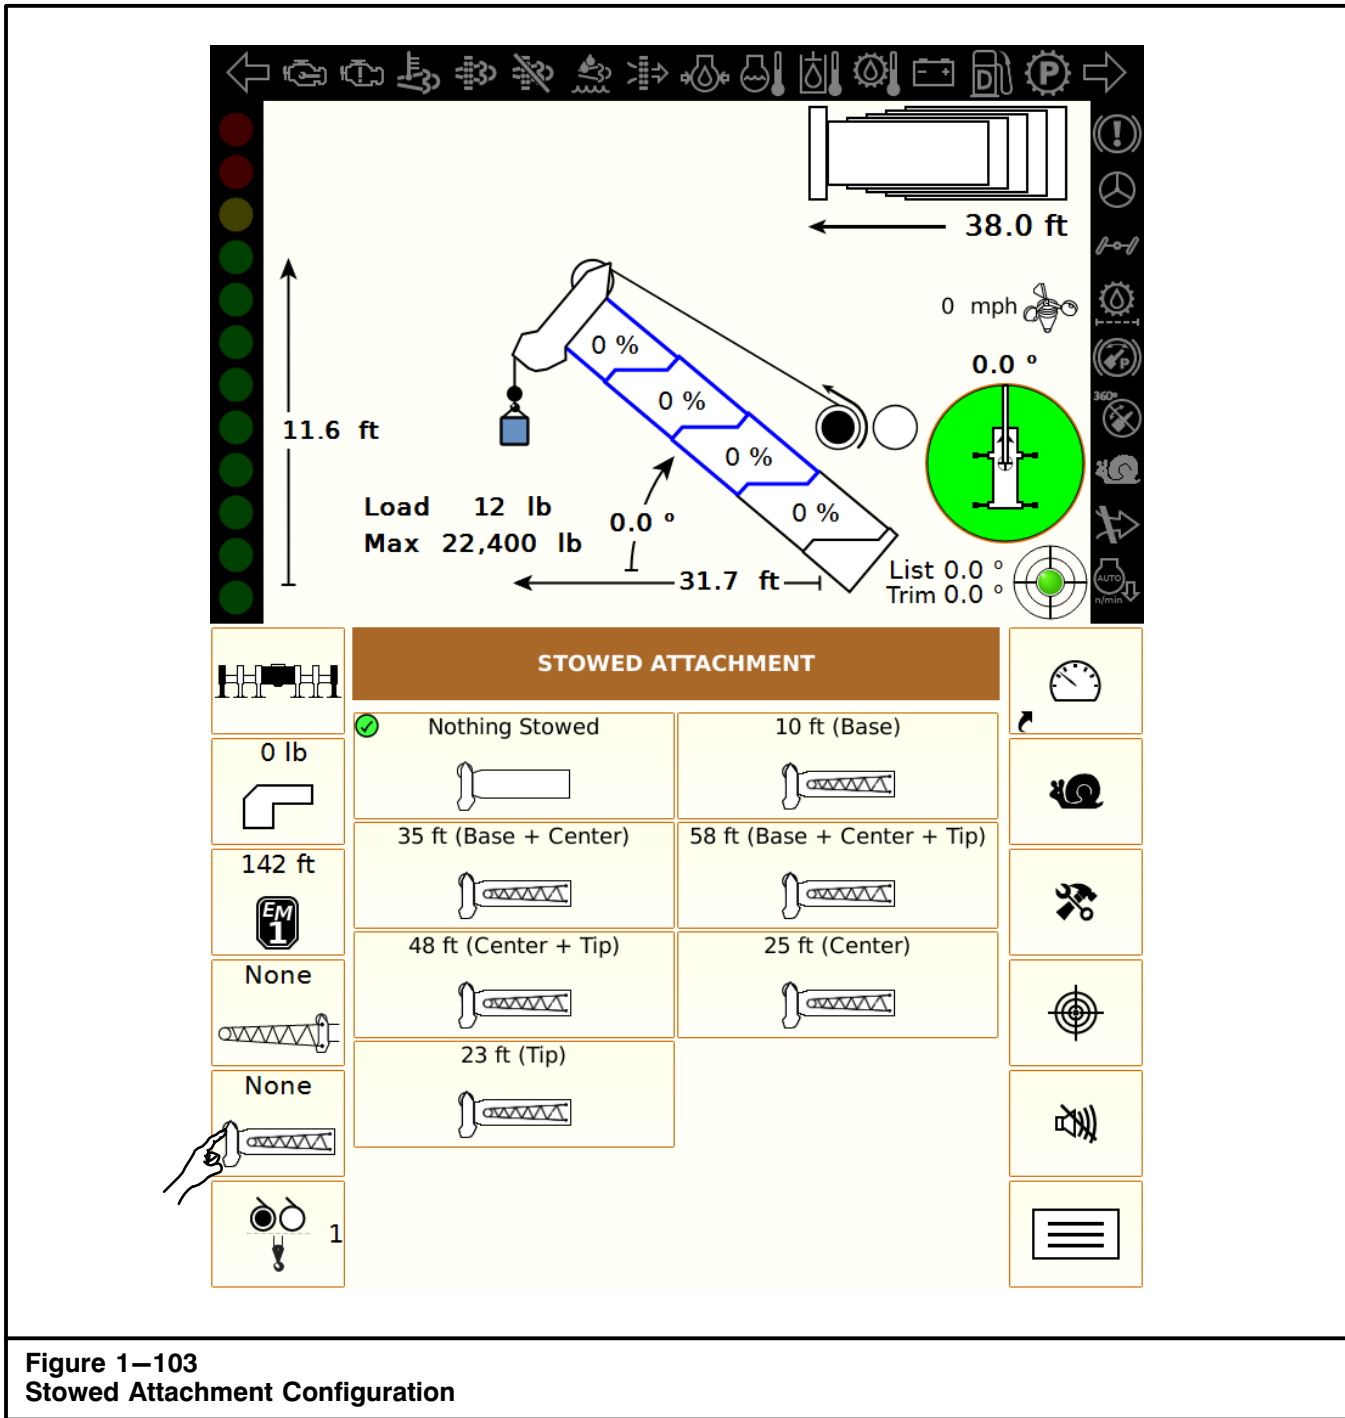 D
P
38.0 ft
0 mph
0.0 °
P
360°
0 %
0 %
0 %
0 %
11.6 ft
Load 12 lb
Max 22,400 lb
0.0 °
31.7 ft
List 0.0 °
Trim 0.0 °
AUTO
n/min
STOWED ATTACHMENT
Nothing Stowed
10 ft (Base)
0 lb
35 ft (Base + Center)
58 ft (Base + Center + Tip)
142 ft
EM
1
48 ft (Center + Tip)
25 ft (Center)
None
23 ft (Tip)
None
1
Figure 1–103
Stowed Attachment Configuration